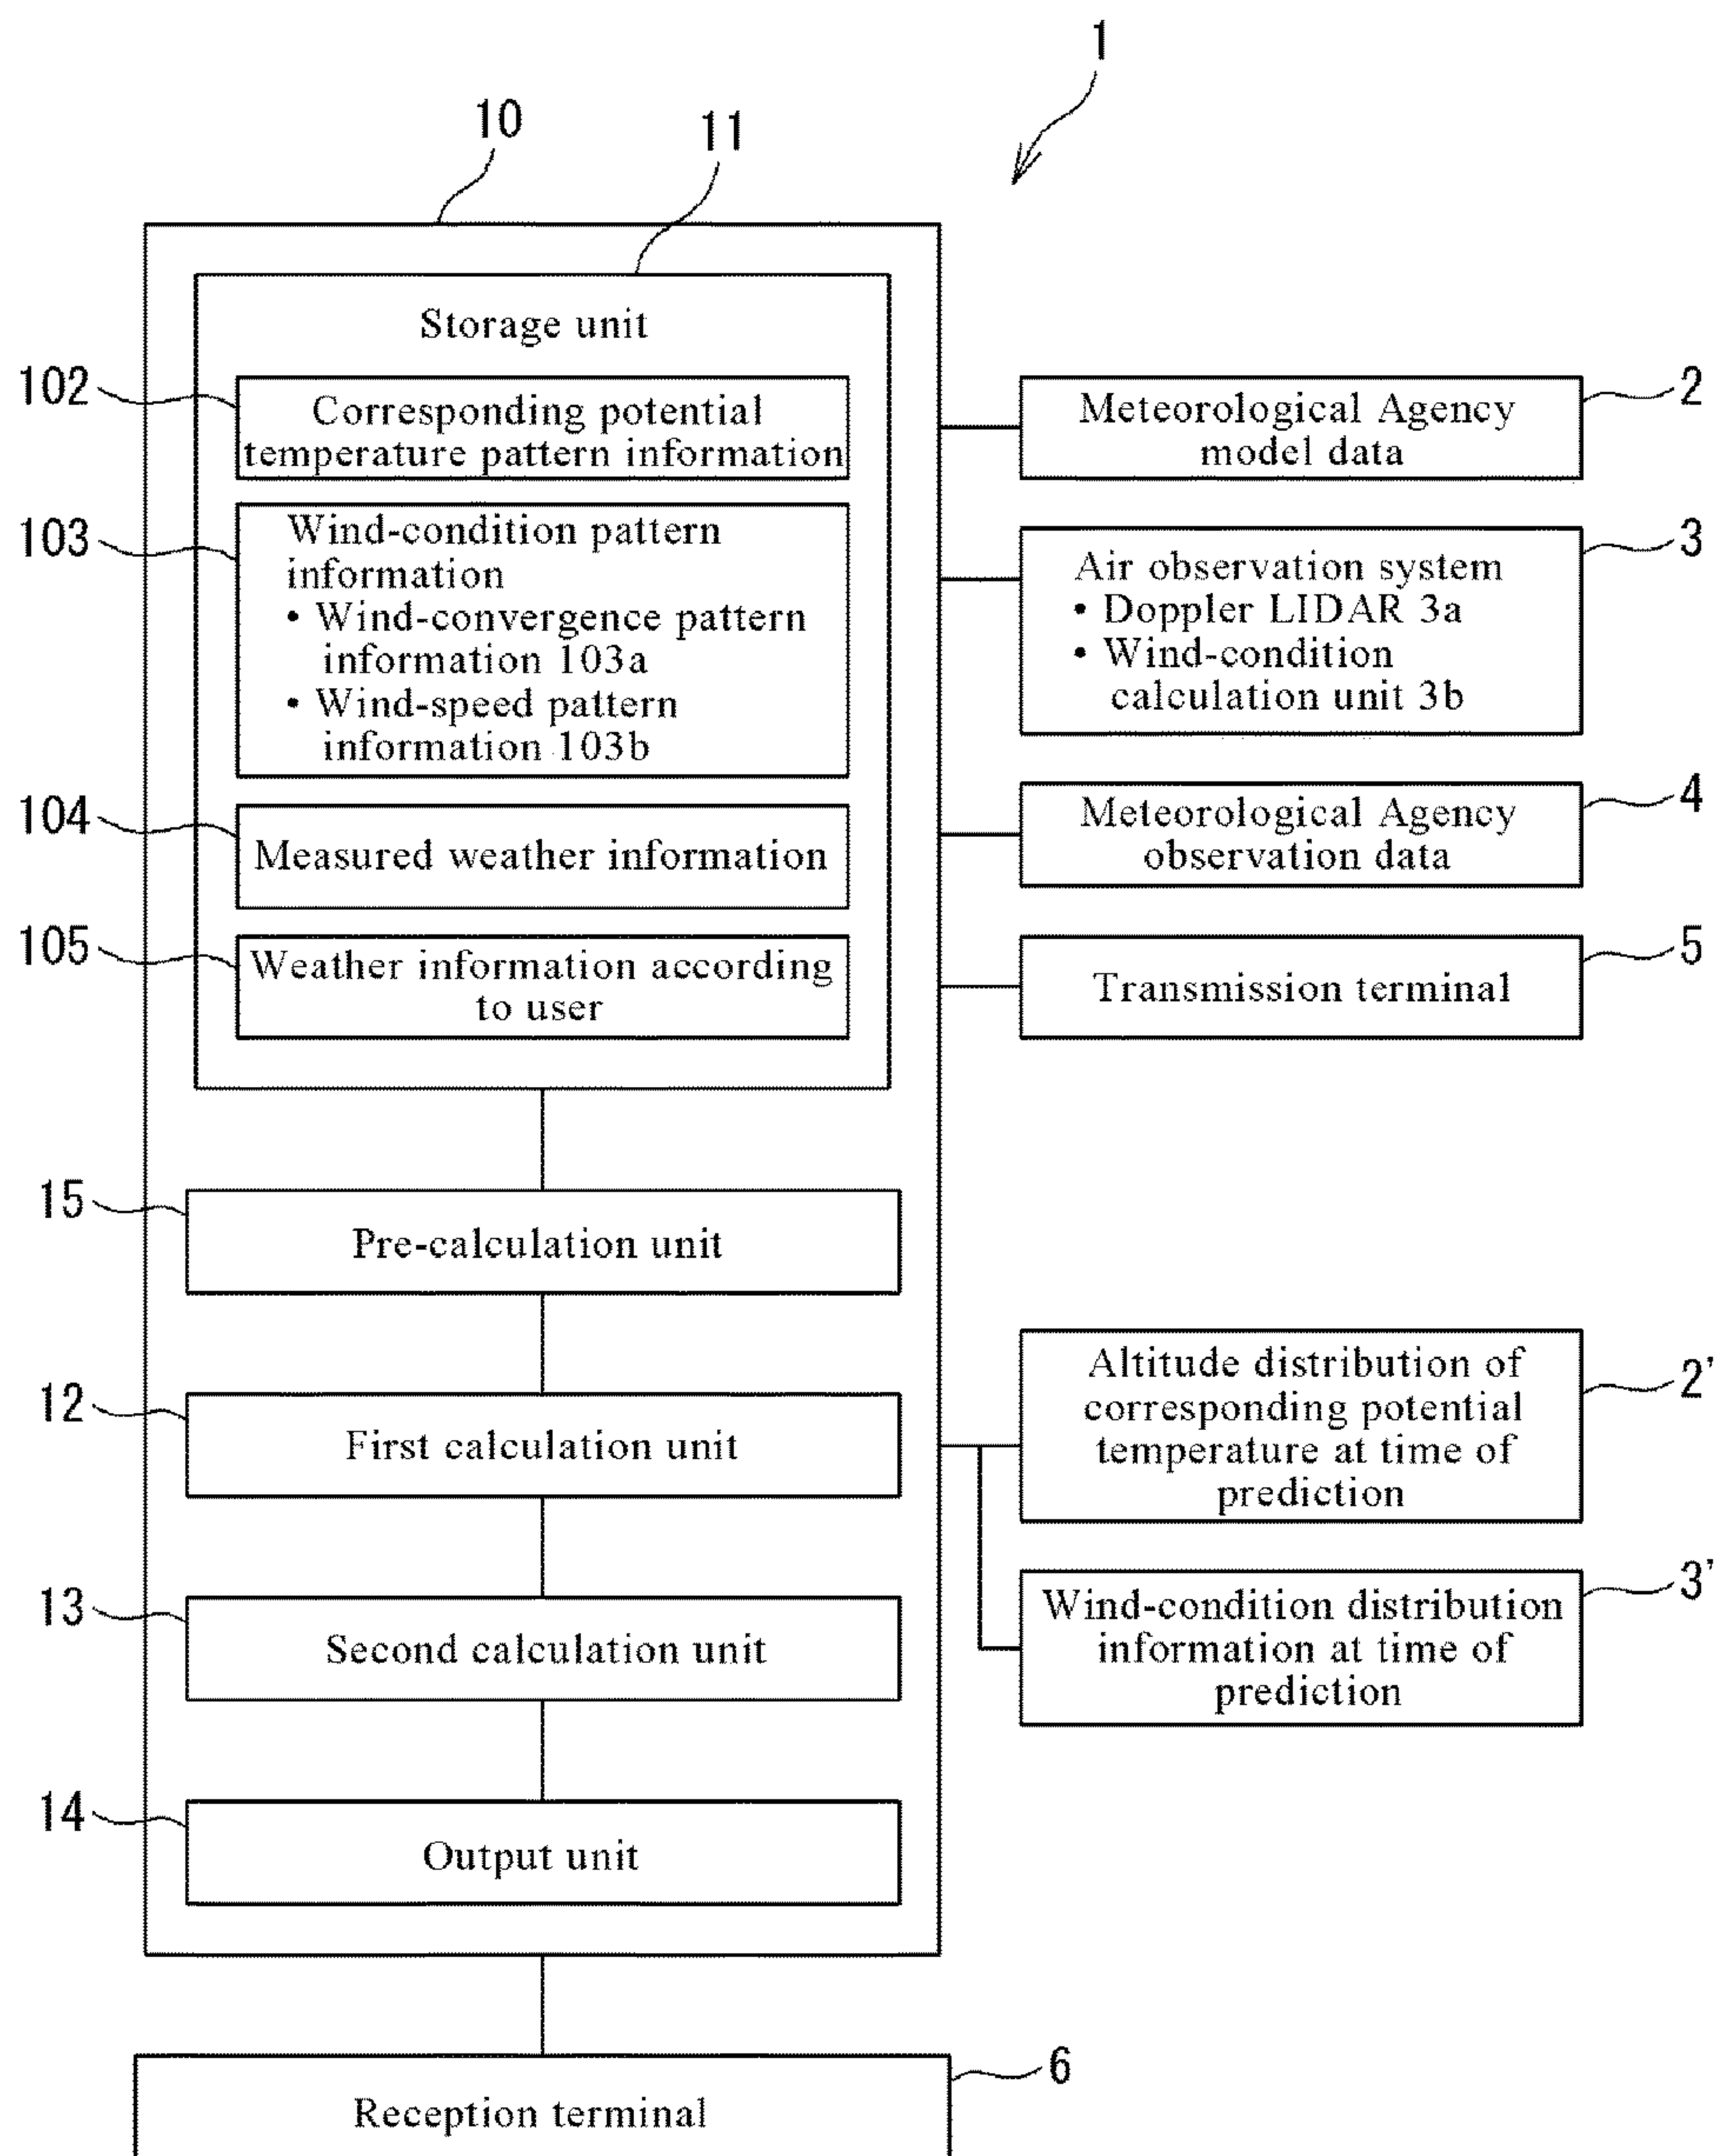 1
10
11
Storage unit
102
Corresponding potential
temperature pattern information
103
Wind-condition pattern
information
• Wind-convergence pattern
information 103a
• Wind-speed pattern
information 103b
104
Measured weather information
105
Weather information according
to user
2
Meteorological Agency
model data
3
Air observation system
• Doppler LIDAR 3a
• Wind-condition
calculation unit 3b
4
Meteorological Agency
observation data
5
Transmission terminal
15
Pre-calculation unit
12
First calculation unit
13
Second calculation unit
14
Output unit
2'
Altitude distribution of
corresponding potential
temperature at time of
prediction
3'
Wind-condition distribution
information at time of
prediction
6
Reception terminal